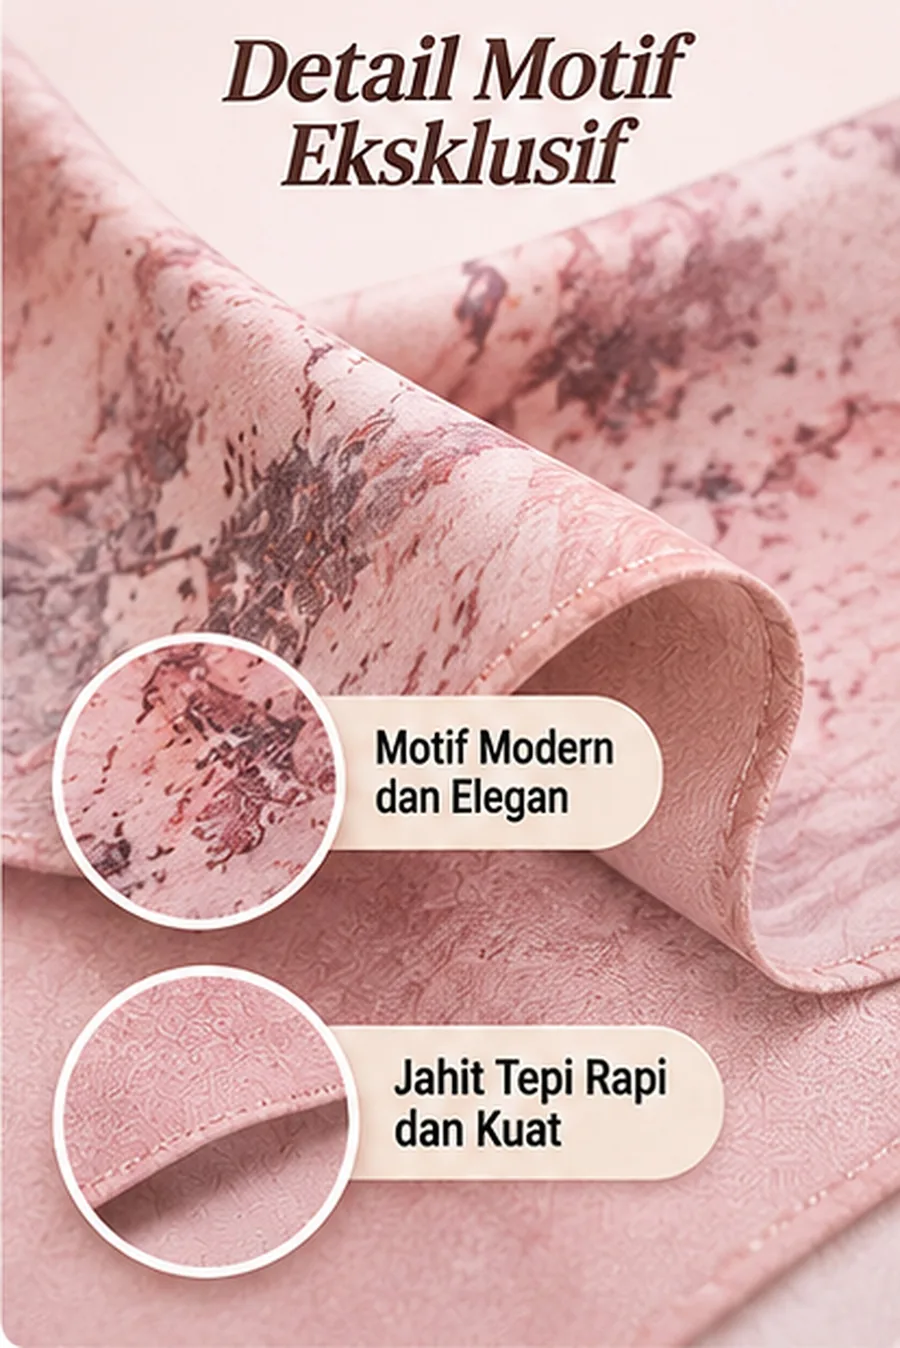 Detail Motif
Eksklusif
Motif Modern
dan Elegan
Jahit Tepi Rapi
dan Kuat